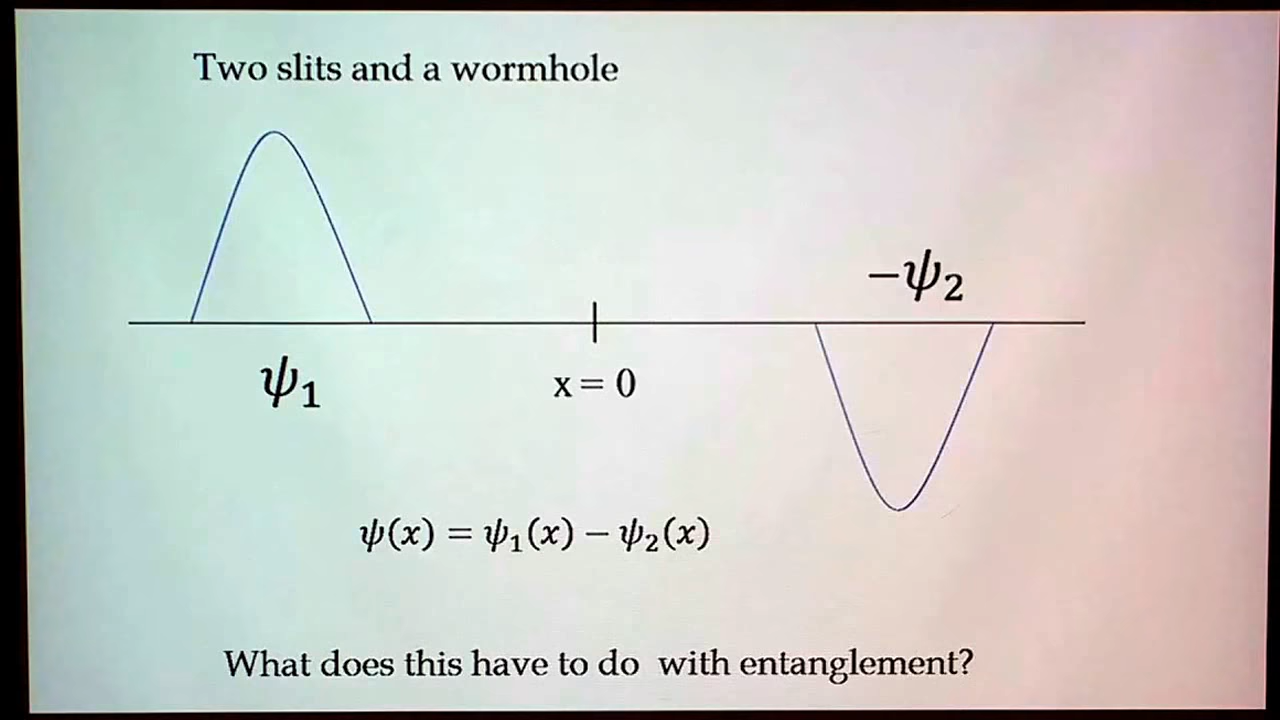 Two slits and a wormhole
−ψ₂
ψ₁
x = 0
ψ(x) = ψ₁(x) − ψ₂(x)
What does this have to do with entanglement?